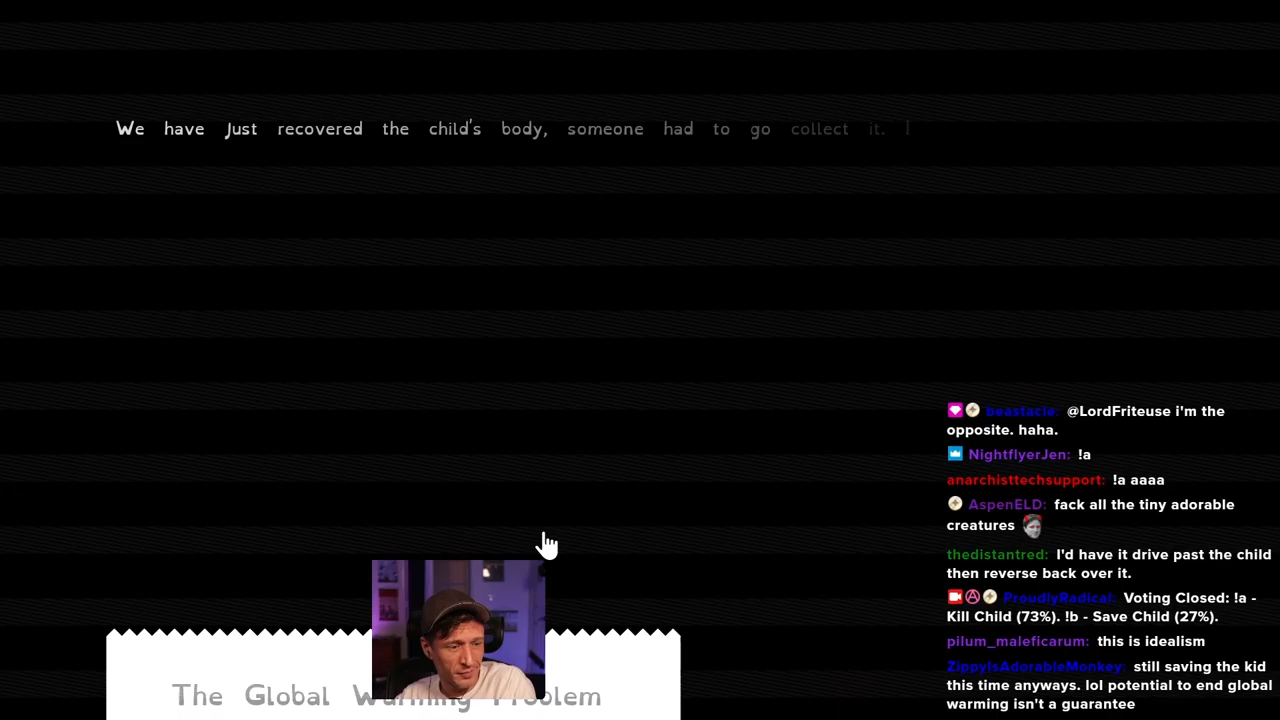 We have Just recovered the child's body, someone had to go collect it. I
beastacle: @LordFriteuse i'm the
opposite. haha.
NightflyerJen: !a
anarchisttechsupport: !a aaaa
AspenELD: fack all the tiny adorable
creatures
thedistantred: I'd have it drive past the child
then reverse back over it.
ProudlyRadical: Voting Closed: !a -
Kill Child (73%). !b - Save Child (27%).
pilum_maleficarum: this is idealism
ZippyIsAdorableMonkey: still saving the kid
this time anyways. lol potential to end global
warming isn't a guarantee
The Global Warming Problem